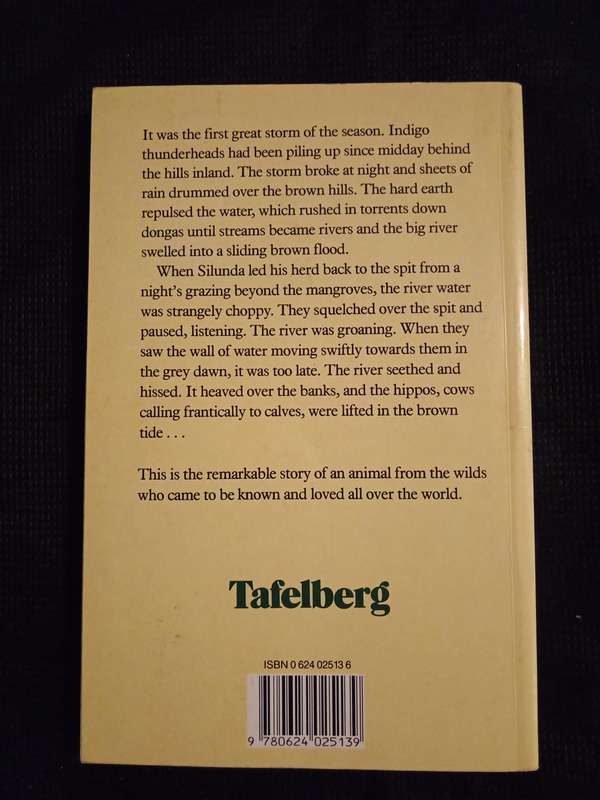 It was the first great storm of the season. Indigo
thunderheads had been piling up since midday behind
the hills inland. The storm broke at night and sheets of
rain drummed over the brown hills. The hard earth
repulsed the water, which rushed in torrents down
dongas until streams became rivers and the big river
swelled into a sliding brown flood.
When Silunda led his herd back to the spit from a
night's grazing beyond the mangroves, the river water
was strangely choppy. They squelched over the spit and
paused, listening. The river was groaning. When they
saw the wall of water moving swiftly towards them in
the grey dawn, it was too late. The river seethed and
hissed. It heaved over the banks, and the hippos, cows
calling frantically to calves, were lifted in the brown
tide . . .
This is the remarkable story of an animal from the wilds
who came to be known and loved all over the world.
Tafelberg
ISBN 0 624 02513 6
9 780624 025139